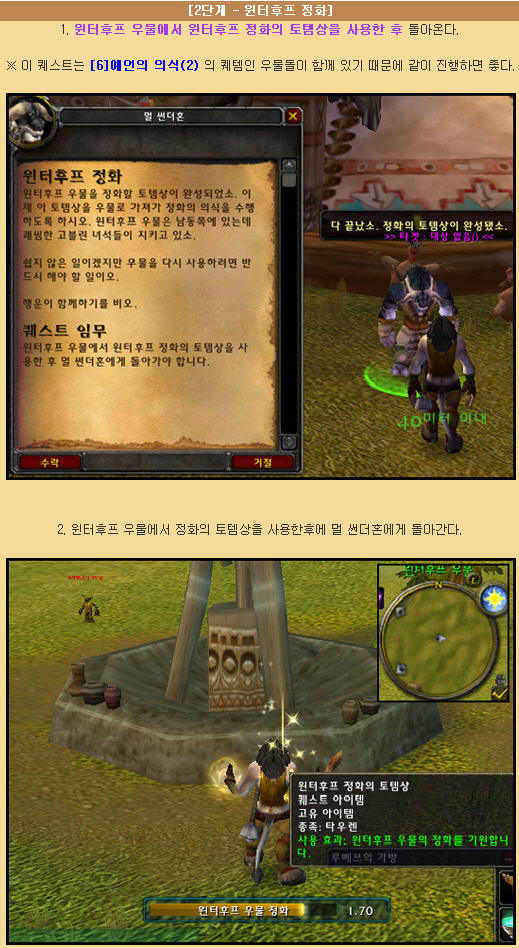 [2단계 - 윈터후프 정화]
1. 윈터후프 우물에서 윈터후프 정화의 토템상을 사용한 후 돌아온다.
※ 이 퀘스트는 [6]예언의 의식(2) 의 퀘템인 우물돌이 함께 있기 때문에 같이 진행하면 좋다.
멀 썬더혼
윈터후프 정화
윈터후프 우물을 정화할 토템상이 완성되었소. 이
제 이 토템상을 우물로 가져가 정화의 의식을 수행
하도록 하시오. 윈터후프 우물은 남동쪽에 있는데
괘씸한 고블린 녀석들이 지키고 있소.
쉽지 않은 일이겠지만 우물을 다시 사용하려면 반
드시 해야 할 일이오.
행운이 함께하기를 비오.
퀘스트 임무
윈터후프 우물에서 윈터후프 정화의 토템상을 사
용한 후 멀 썬더혼에게 돌아가야 합니다.
수락
거절
다 끝났소. 정화의 토템상이 완성됐소.
>> 타겟 : 대상 없음() <<
40미터 이내
2. 윈터후프 우물에서 정화의 토템상을 사용한후에 멀 썬더혼에게 돌아간다.
윈터후프 우물
N
윈터후프 정화의 토템상
퀘스트 아이템
고유 아이템
종족: 타우렌
사용 효과: 윈터후프 우물의 정화를 기원합니
다.
루베쓰의 가방
윈터후프 우물 정화
1.70